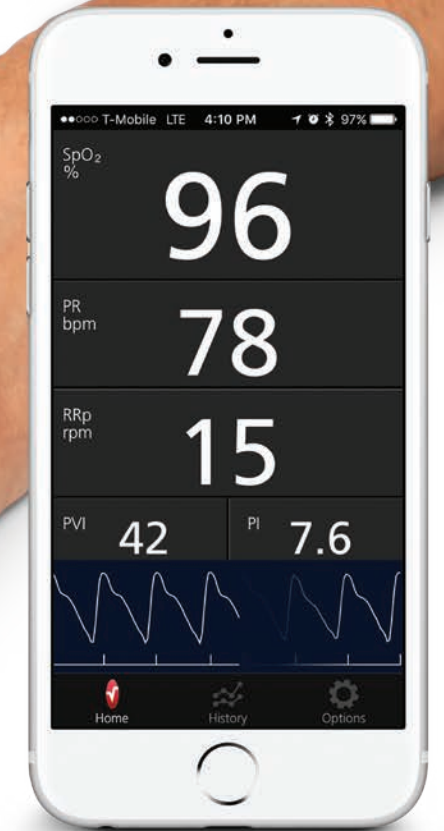 T-Mobile LTE 4:10 PM 97%
SpO₂
%
96
PR
bpm
78
RRp
rpm
15
PVI
42
PI
7.6
Home
History
Options